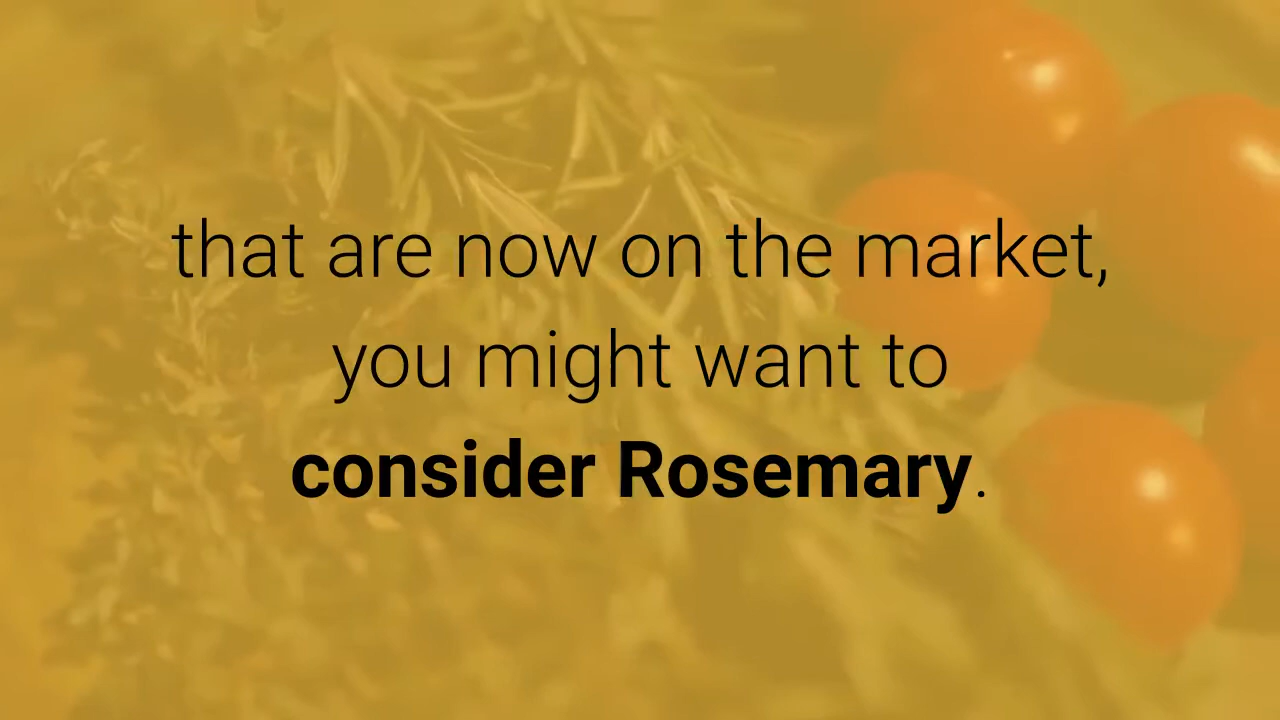 that are now on the market,
you might want to
consider Rosemary.